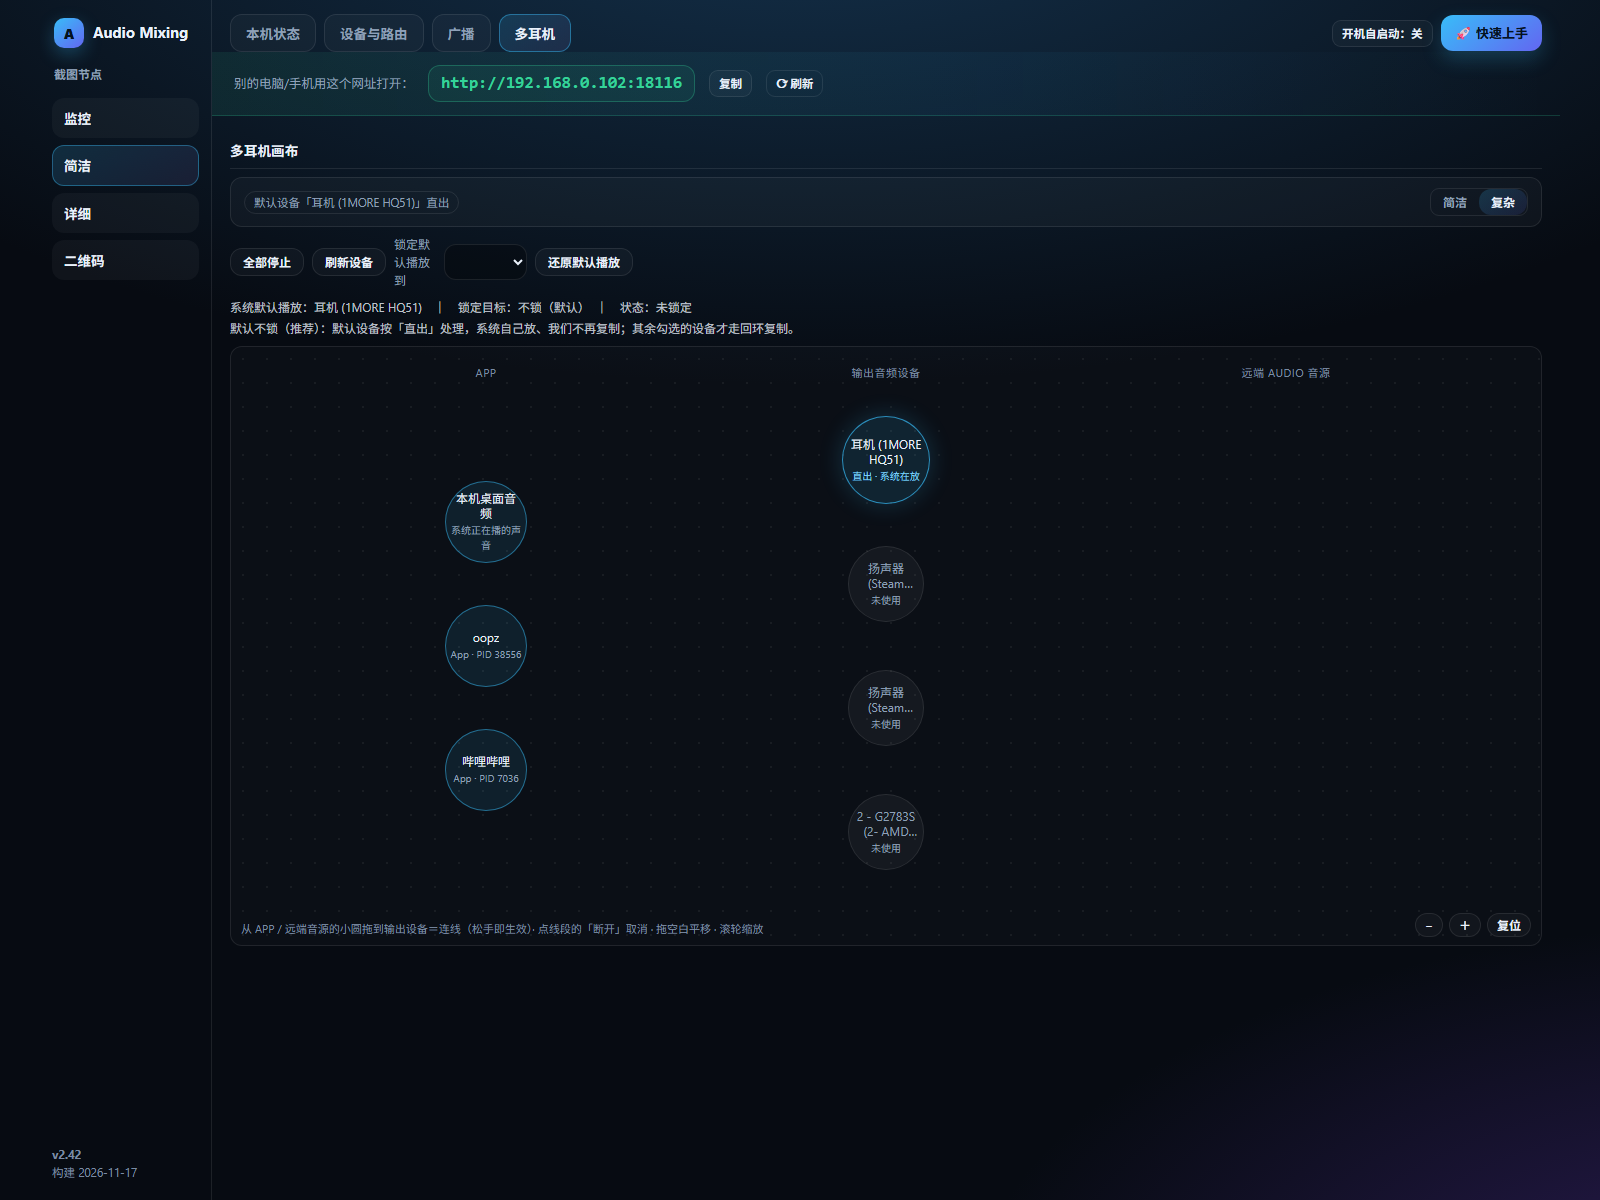 A Audio Mixing
截图节点
监控
简洁
详细
二维码
v2.42
构建 2026-11-17
本机状态 设备与路由 广播 多耳机
开机自启动：关 🚀 快速上手
别的电脑/手机用这个网址打开： http://192.168.0.102:18116 复制 ⟳ 刷新
多耳机画布
默认设备「耳机 (1MORE HQ51)」直出 简洁 复杂
全部停止 刷新设备
锁定默
认播放
到
还原默认播放
系统默认播放：耳机 (1MORE HQ51) | 锁定目标：不锁（默认） | 状态：未锁定
默认不锁（推荐）：默认设备按「直出」处理，系统自己放、我们不再复制；其余勾选的设备才走回环复制。
APP 输出音频设备 远端 AUDIO 音源
本机桌面音
频
系统正在播的声
音
oopz
App · PID 38556
哔哩哔哩
App · PID 7036
耳机 (1MORE
HQ51)
直出 · 系统在放
扬声器
(Steam...
未使用
扬声器
(Steam...
未使用
2 - G2783S
(2- AMD...
未使用
从 APP / 远端音源的小圆拖到输出设备＝连线（松手即生效）· 点线段的「断开」取消 · 拖空白平移 · 滚轮缩放
− + 复位